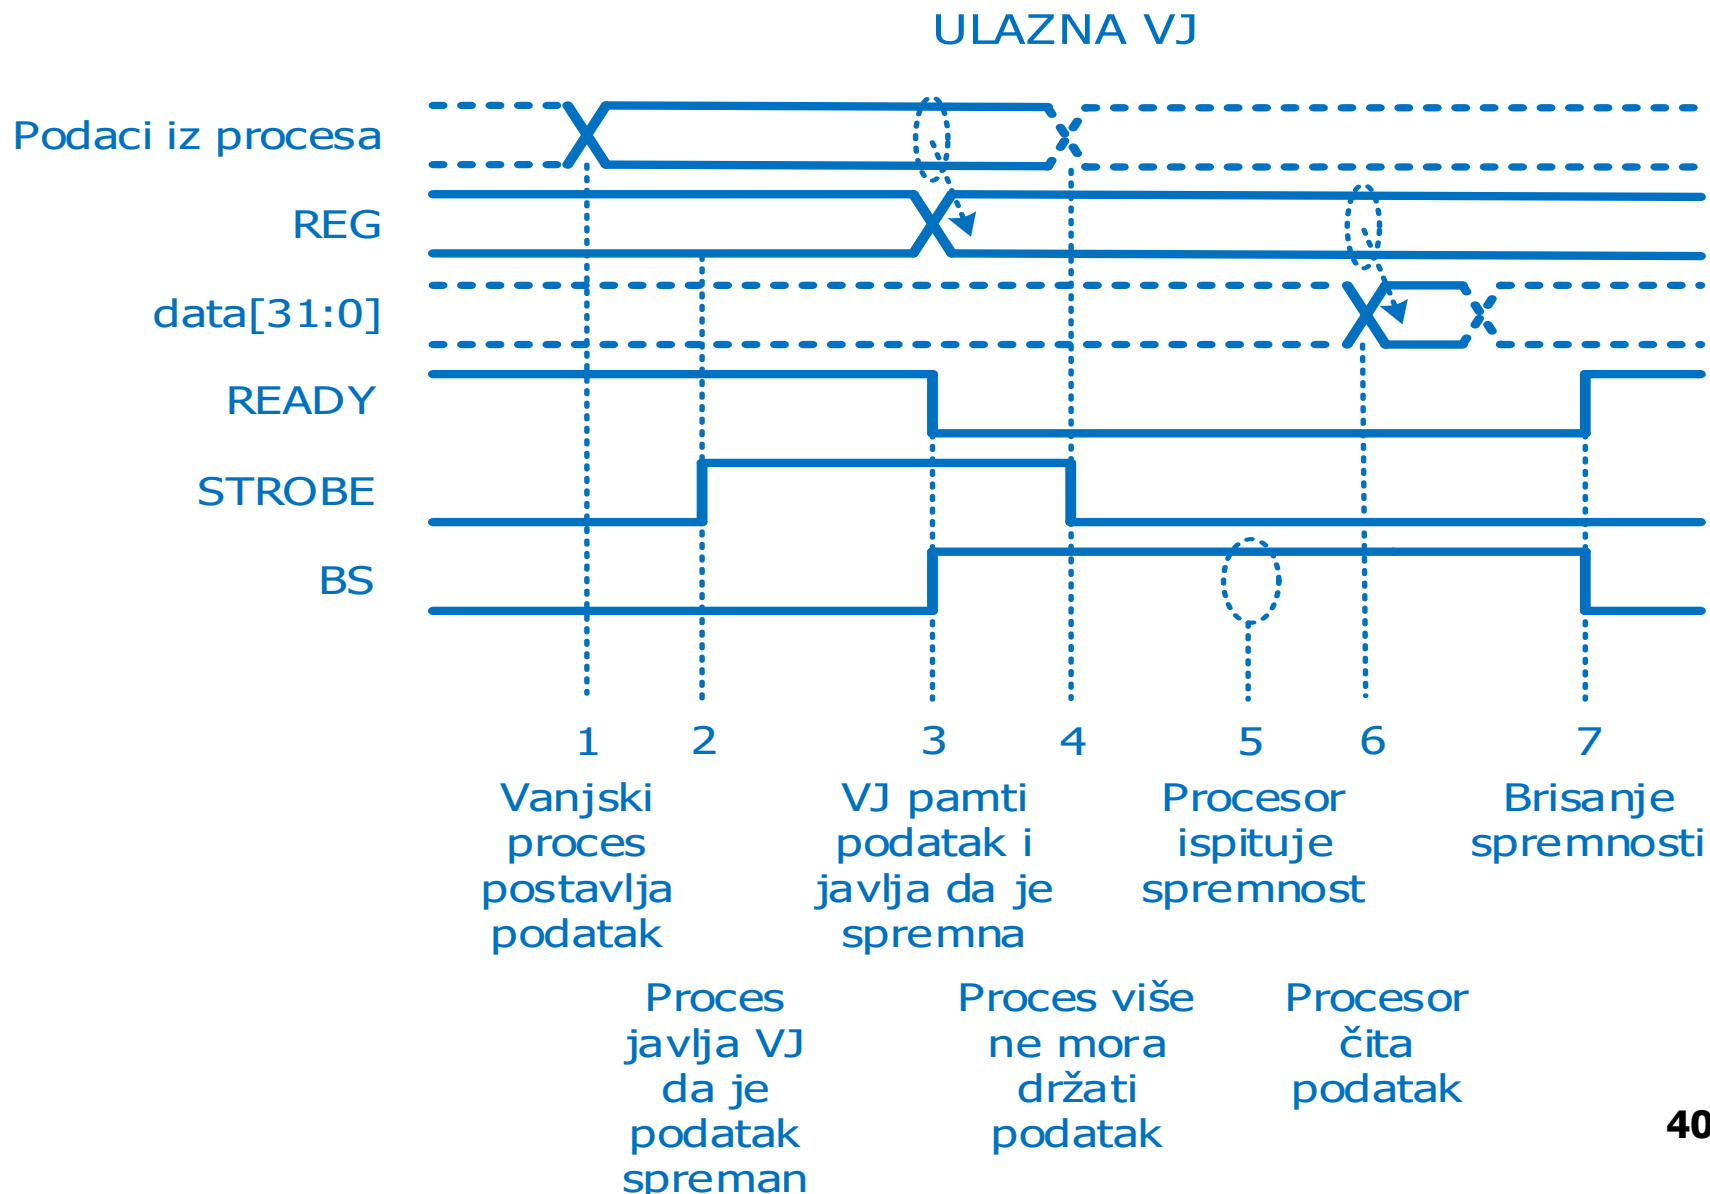 ULAZNA VJ
Podaci iz procesa
REG
data[31:0]
READY
STROBE
BS
1 2 3 4 5 6 7
Vanjski
proces
postavlja
podatak
VJ pamti
podatak i
javlja da je
spremna
Procesor
ispituje
spremnost
Brisanje
spremnosti
Proces
javlja VJ
da je
podatak
spreman
Proces više
ne mora
držati
podatak
Procesor
čita
podatak
40